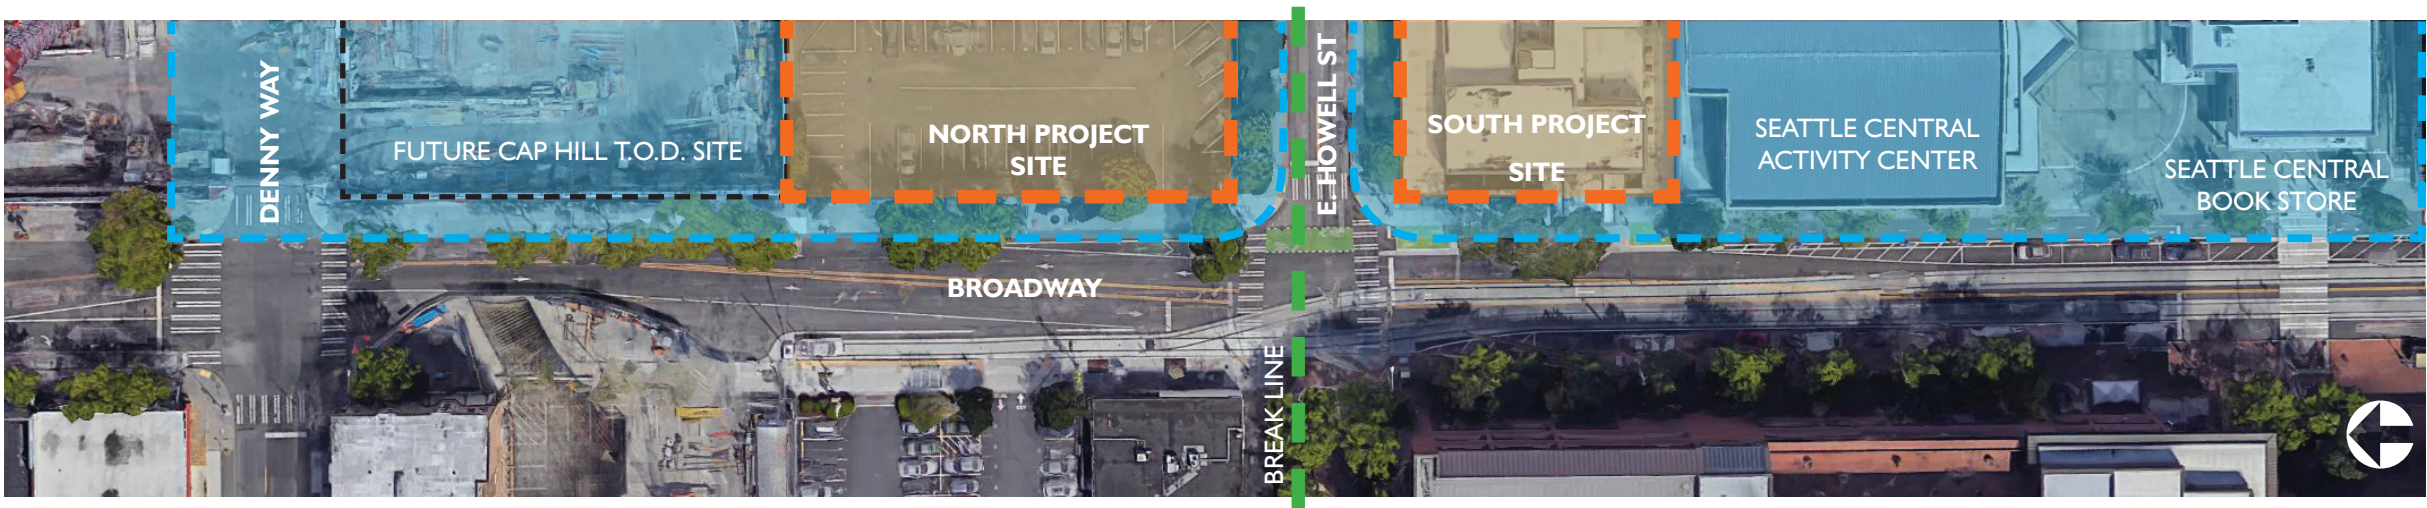 DENNY WAY
FUTURE CAP HILL T.O.D. SITE
NORTH PROJECT
SITE
E. HOWELL ST
SOUTH PROJECT
SITE
SEATTLE CENTRAL
ACTIVITY CENTER
SEATTLE CENTRAL
BOOK STORE
BROADWAY
BREAK LINE